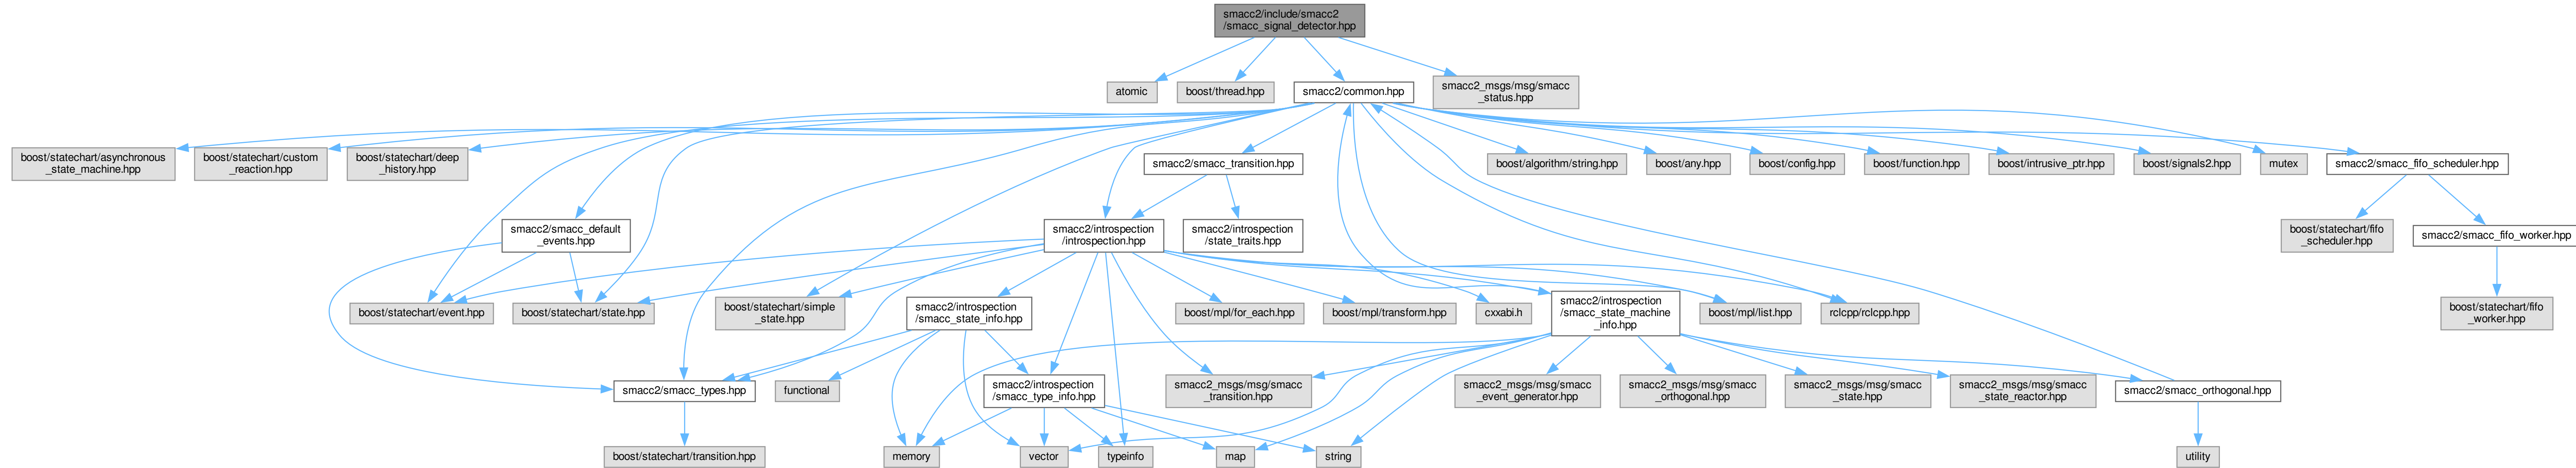 smacc2/include/smacc2
/smacc_signal_detector.hpp
atomic
boost/thread.hpp
smacc2/common.hpp
smacc2_msgs/msg/smacc
_status.hpp
boost/statechart/asynchronous
_state_machine.hpp
boost/statechart/custom
_reaction.hpp
boost/statechart/deep
_history.hpp
smacc2/smacc_transition.hpp
boost/algorithm/string.hpp
boost/any.hpp
boost/config.hpp
boost/function.hpp
boost/intrusive_ptr.hpp
boost/signals2.hpp
mutex
smacc2/smacc_fifo_scheduler.hpp
smacc2/smacc_default
_events.hpp
smacc2/introspection
/introspection.hpp
smacc2/introspection
/state_traits.hpp
boost/statechart/fifo
_scheduler.hpp
smacc2/smacc_fifo_worker.hpp
boost/statechart/event.hpp
boost/statechart/state.hpp
boost/statechart/simple
_state.hpp
smacc2/introspection
/smacc_state_info.hpp
boost/mpl/for_each.hpp
boost/mpl/transform.hpp
cxxabi.h
smacc2/introspection
/smacc_state_machine
_info.hpp
boost/mpl/list.hpp
rclcpp/rclcpp.hpp
boost/statechart/fifo
_worker.hpp
smacc2/smacc_types.hpp
functional
smacc2/introspection
/smacc_type_info.hpp
smacc2_msgs/msg/smacc
_transition.hpp
smacc2_msgs/msg/smacc
_event_generator.hpp
smacc2_msgs/msg/smacc
_orthogonal.hpp
smacc2_msgs/msg/smacc
_state.hpp
smacc2_msgs/msg/smacc
_state_reactor.hpp
smacc2/smacc_orthogonal.hpp
boost/statechart/transition.hpp
memory
vector
typeinfo
map
string
utility